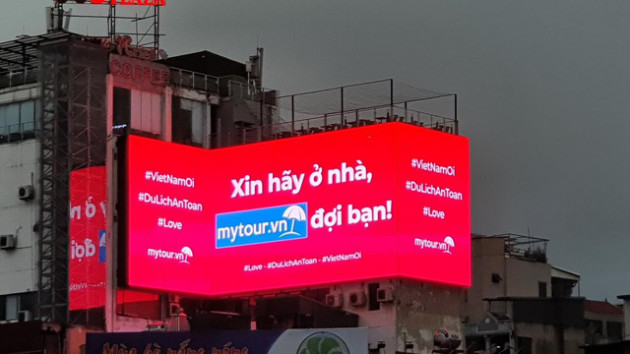 COFFEE
#VietNamOi
#DuLichAnToan
#Love
mytour.vn
Xin hãy ở nhà,
mytour.vn đợi bạn!
#Love - #DuLichAnToan - #VietNamOi
#VietNamOi
#DuLichAnToan
#Love
mytour.vn